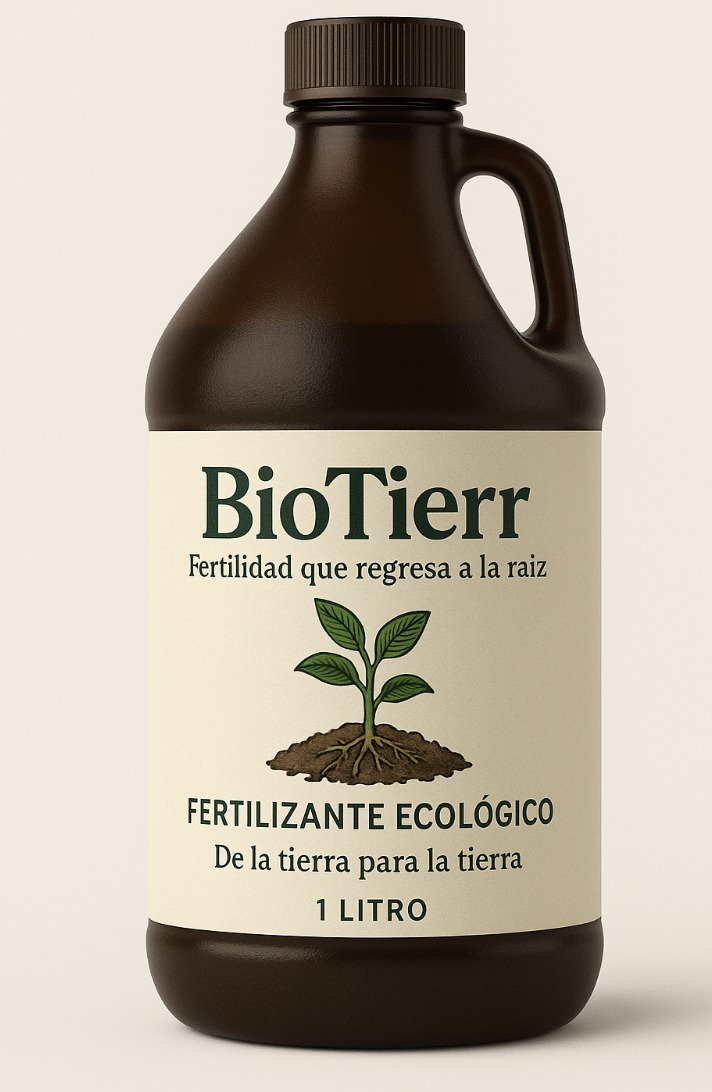 BioTierr
Fertilidad que regresa a la raiz
FERTILIZANTE ECOLÓGICO
De la tierra para la tierra
1 LITRO